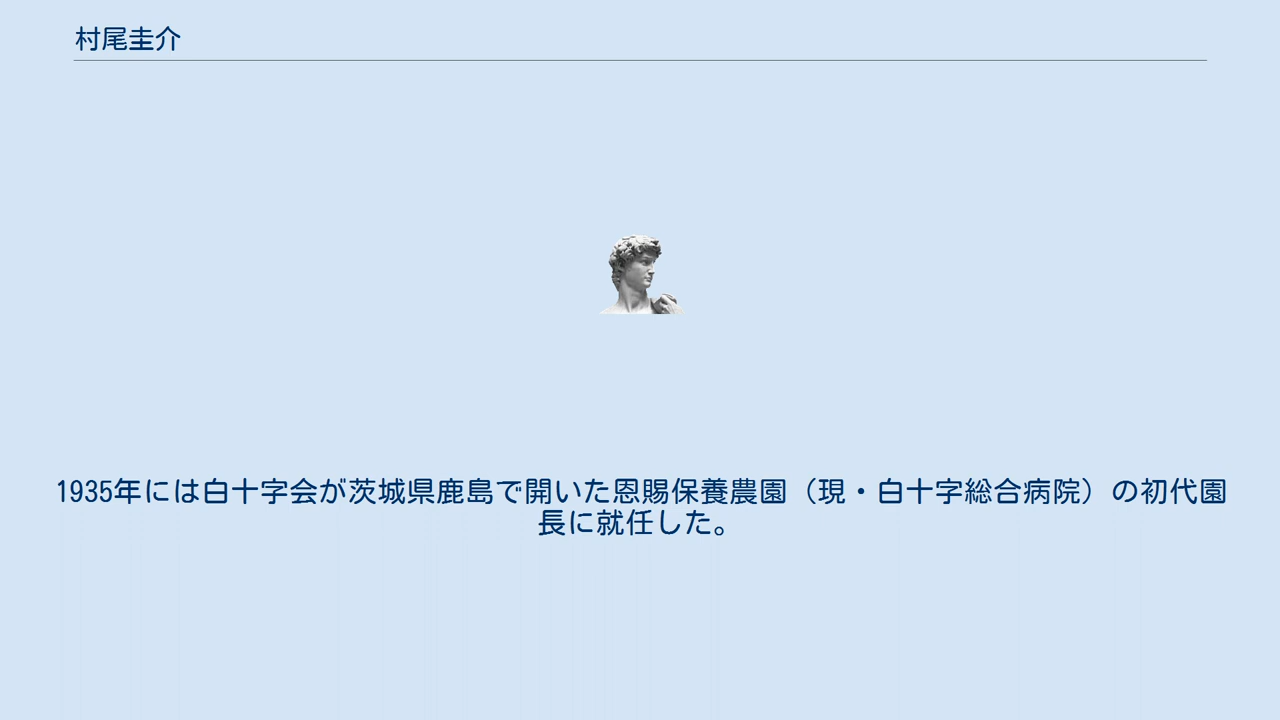 村尾圭介
1935年には白十字会が茨城県鹿島で開いた恩賜保養農園（現・白十字総合病院）の初代園
長に就任した。